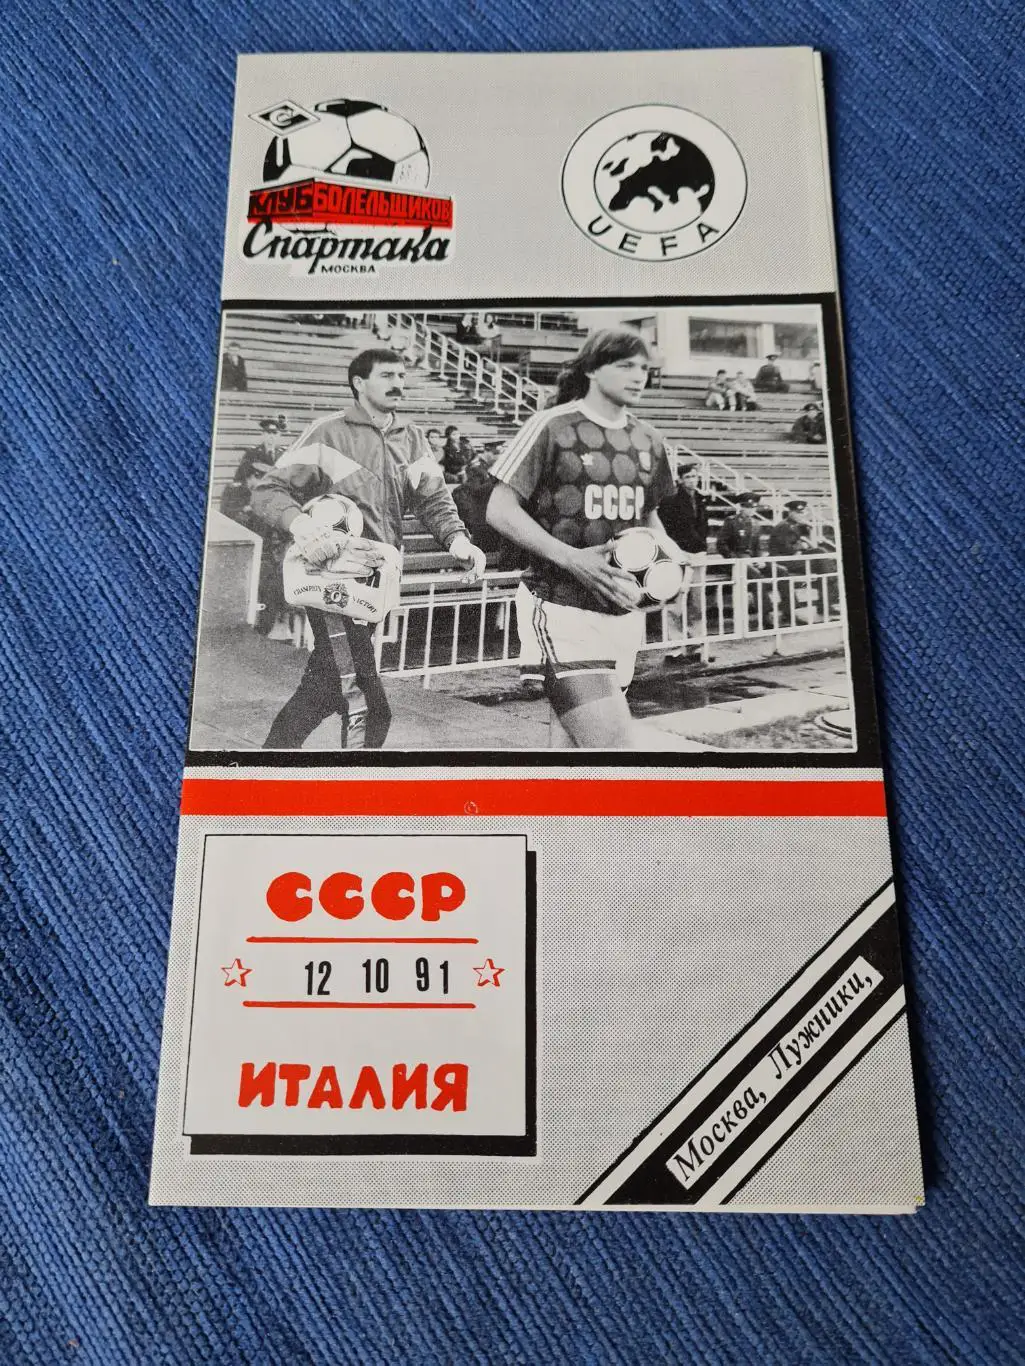 КЛУБ БОЛЕЛЬЩИКОВ
Спартака
МОСКВА
UEFA
СССР
СССР
12 10 91
ИТАЛИЯ
Москва, Лужники,